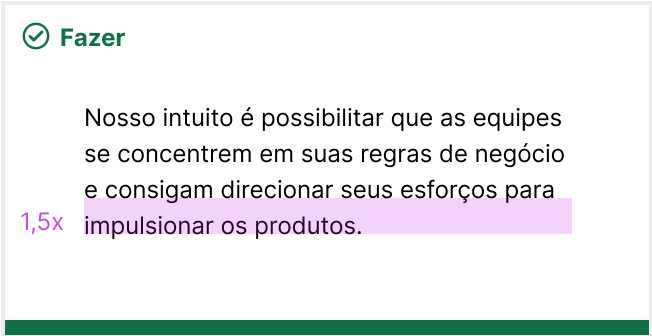 Fazer
Nosso intuito é possibilitar que as equipes
se concentrem em suas regras de negócio
e consigam direcionar seus esforços para
1,5x
impulsionar os produtos.